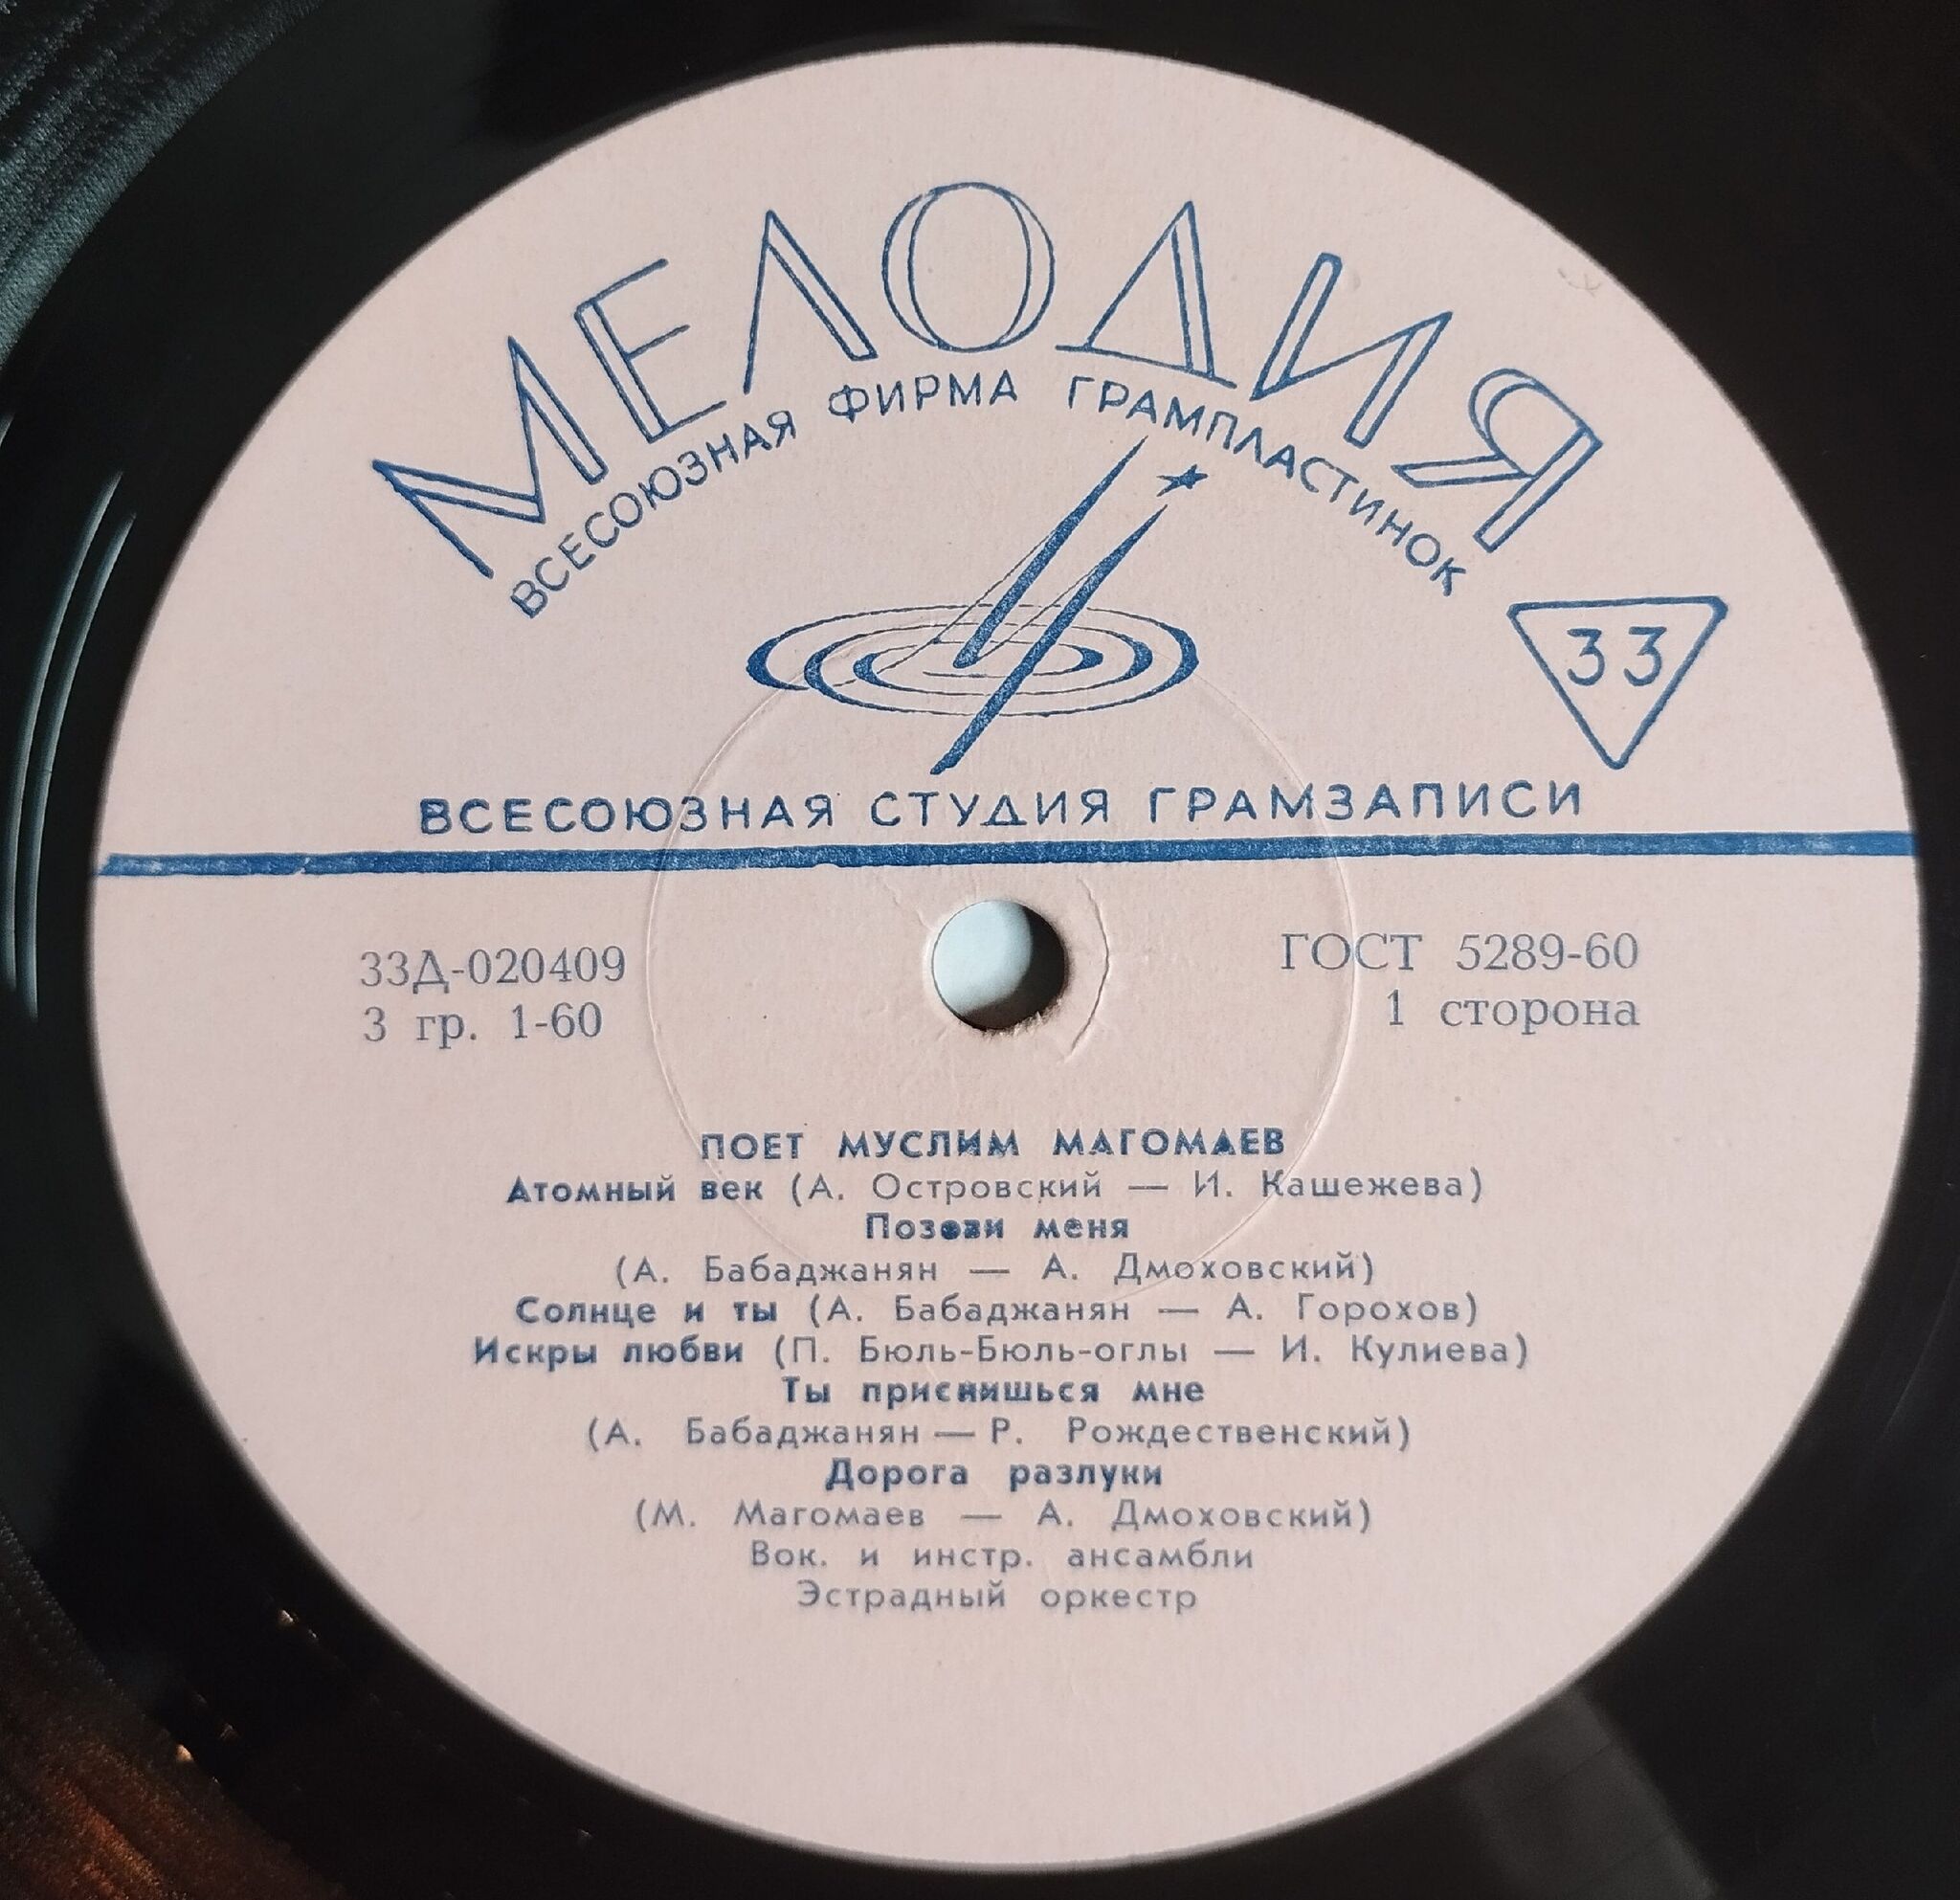 МЕЛОДИЯ
ВСЕСОЮЗНАЯ ФИРМА ГРАМПЛАСТИНОК
33
ВСЕСОЮЗНАЯ СТУДИЯ ГРАМЗАПИСИ
33Д-020409
3 гр. 1-60
ГОСТ 5289-60
1 сторона
ПОЕТ МУСЛИМ МАГОМАЕВ
Атомный век (А. Островский — И. Кашежева)
Позови меня
(А. Бабаджанян — А. Дмоховский)
Солнце и ты (А. Бабаджанян — А. Горохов)
Искры любви (П. Бюль-Бюль-оглы — И. Кулиева)
Ты приснишься мне
(А. Бабаджанян — Р. Рождественский)
Дорога разлуки
(М. Магомаев — А. Дмоховский)
Вок. и инстр. ансамбли
Эстрадный оркестр